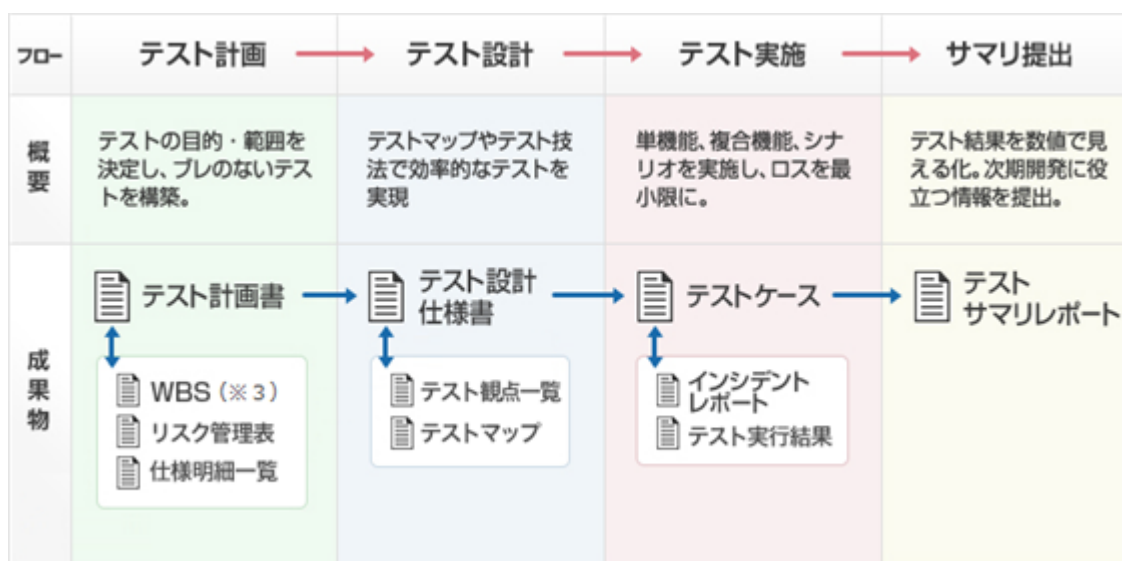 フロー
テスト計画
テスト設計
テスト実施
サマリ提出
概要
テストの目的・範囲を
決定し、ブレのないテス
トを構築。
テストマップやテスト技
法で効率的なテストを
実現
単機能、複合機能、シナ
リオを実施し、ロスを最
小限に。
テスト結果を数値で見
える化。次期開発に役
立つ情報を提出。
成果物
テスト計画書
WBS（※3）
リスク管理表
仕様明細一覧
テスト設計
仕様書
テスト観点一覧
テストマップ
テストケース
インシデント
レポート
テスト実行結果
テスト
サマリレポート